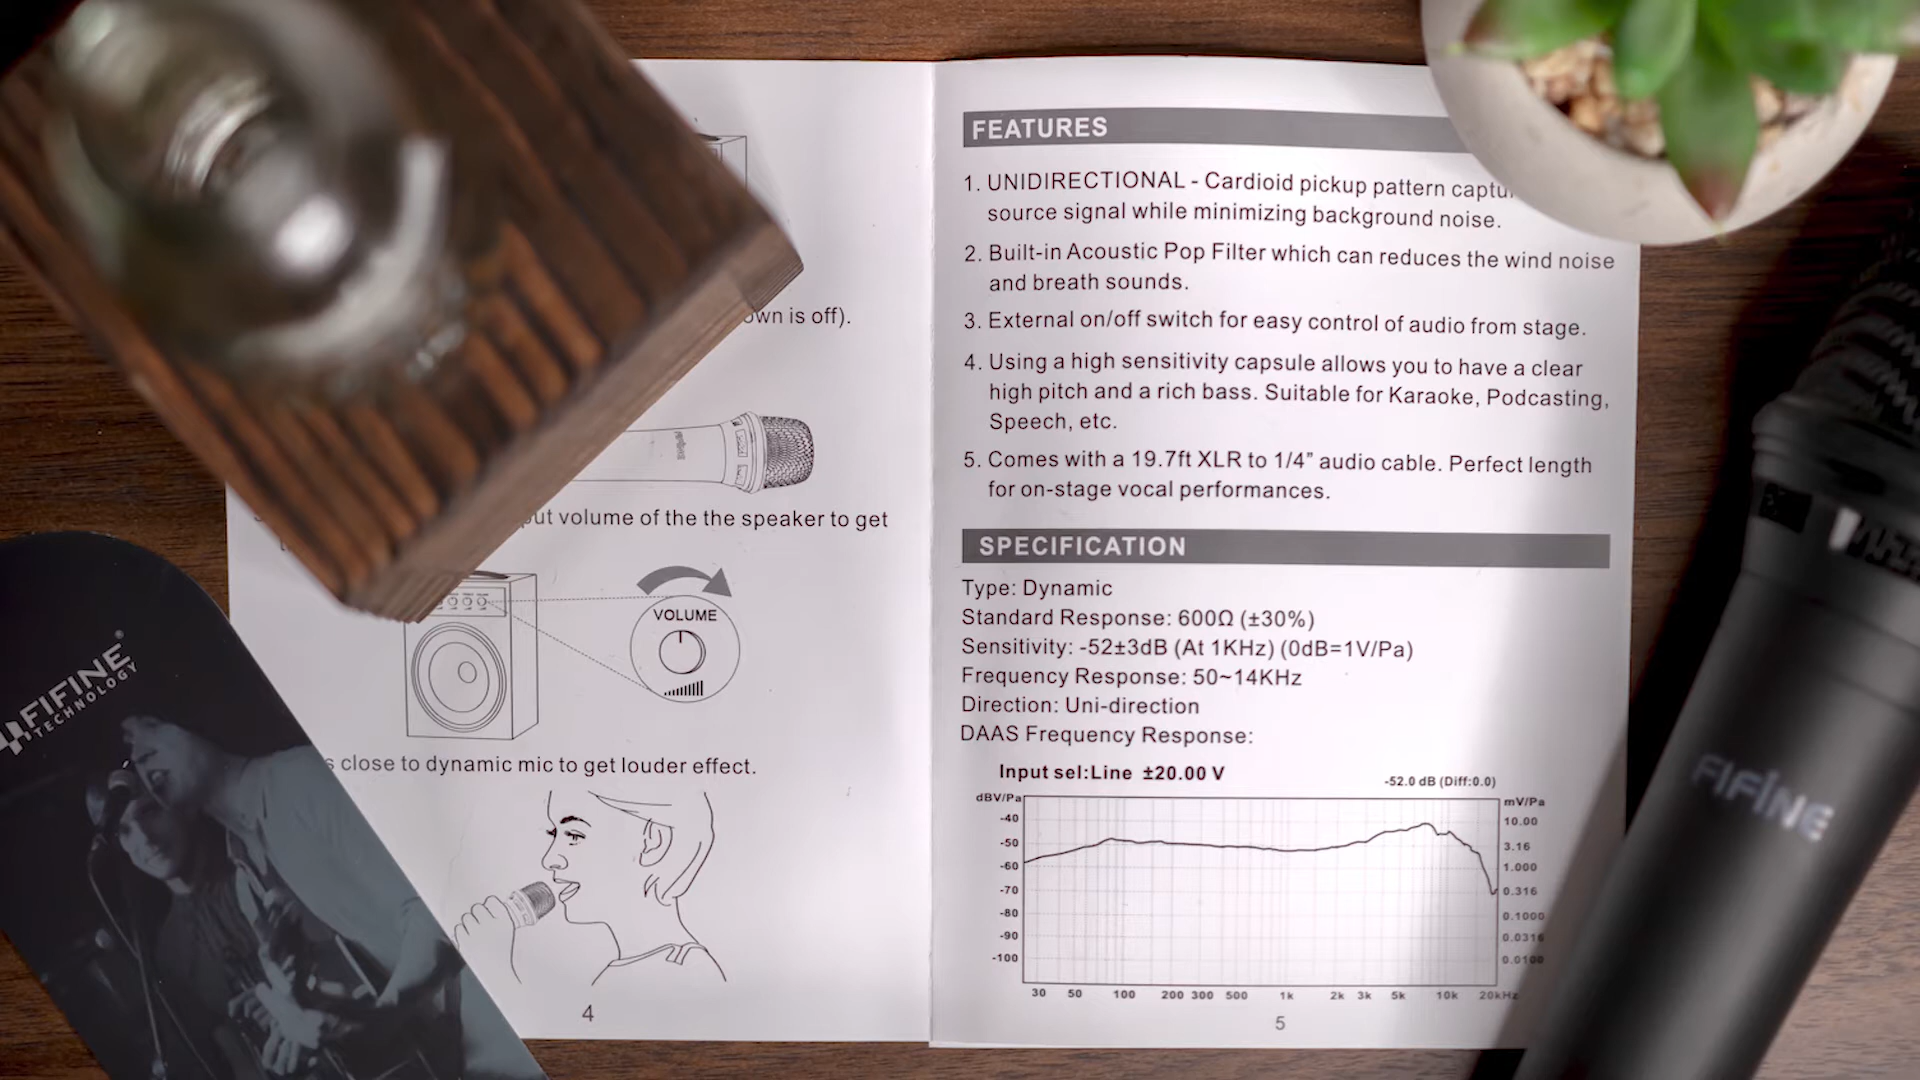 own is off).
put volume of the the speaker to get
VOLUME
close to dynamic mic to get louder effect.
4
FEATURES
1. UNIDIRECTIONAL - Cardioid pickup pattern
source signal while minimizing background noise.
2. Built-in Acoustic Pop Filter which can reduces the wind noise
and breath sounds.
3. External on/off switch for easy control of audio from stage.
4. Using a high sensitivity capsule allows you to have a clear
high pitch and a rich bass. Suitable for Karaoke, Podcasting,
Speech, etc.
5. Comes with a 19.7ft XLR to 1/4” audio cable. Perfect length
for on-stage vocal performances.
SPECIFICATION
Type: Dynamic
Standard Response: 600Ω (±30%)
Sensitivity: -52±3dB (At 1KHz) (0dB=1V/Pa)
Frequency Response: 50~14KHz
Direction: Uni-direction
DAAS Frequency Response:
Input sel:Line ±20.00 V
-52.0 dB (Diff:0.0)
dBV/Pa
mV/Pa
-40
10.00
-50
3.16
-60
1.000
-70
0.316
-80
0.1000
-90
0.0316
-100
0.0100
30 50 100 200 300 500 1k 2k 3k 5k 10k 20kHz
5
FIFINE®
TECHNOLOGY
FIFINE